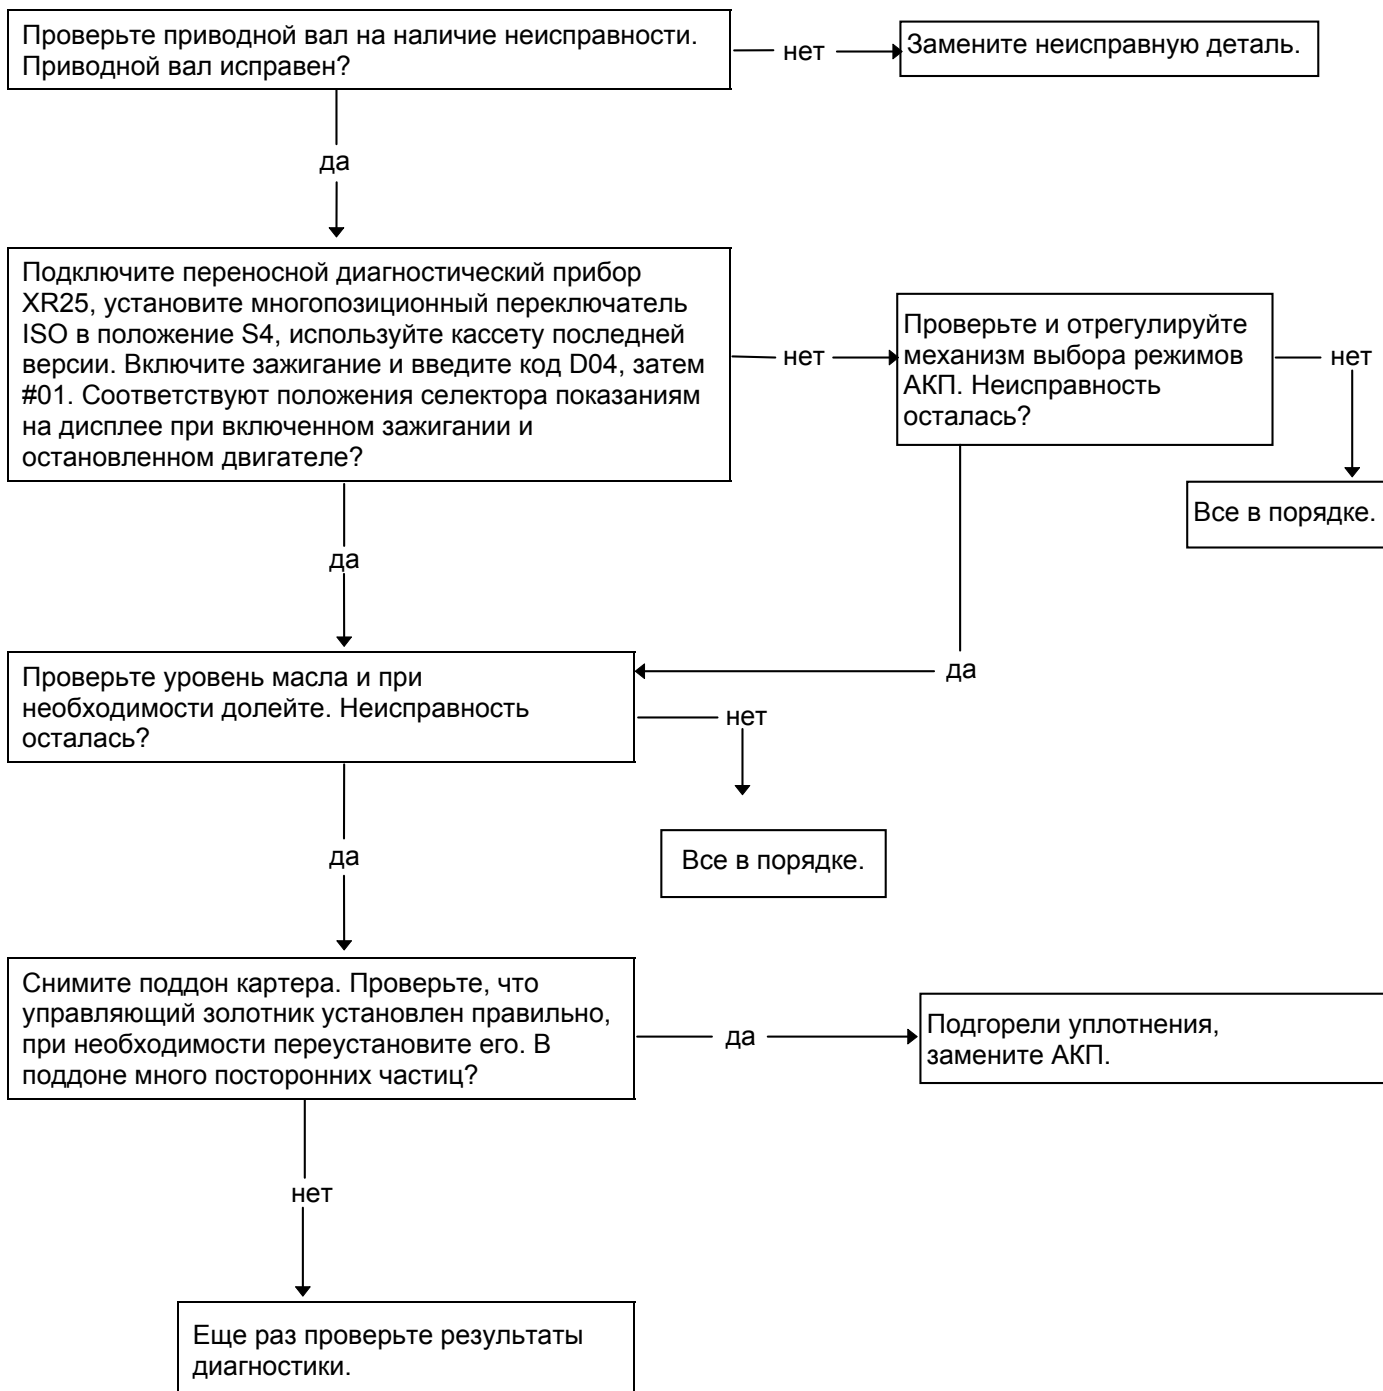 Проверьте приводной вал на наличие неисправности.
Приводной вал исправен?
нет
Замените неисправную деталь.
да
Подключите переносной диагностический прибор
XR25, установите многопозиционный переключатель
ISO в положение S4, используйте кассету последней
версии. Включите зажигание и введите код D04, затем
#01. Соответствуют положения селектора показаниям
на дисплее при включенном зажигании и
остановленном двигателе?
нет
Проверьте и отрегулируйте
механизм выбора режимов
АКП. Неисправность
осталась?
нет
Все в порядке.
да
да
Проверьте уровень масла и при
необходимости долейте. Неисправность
осталась?
нет
Все в порядке.
да
Снимите поддон картера. Проверьте, что
управляющий золотник установлен правильно,
при необходимости переустановите его. В
поддоне много посторонних частиц?
да
Подгорели уплотнения,
замените АКП.
нет
Еще раз проверьте результаты
диагностики.